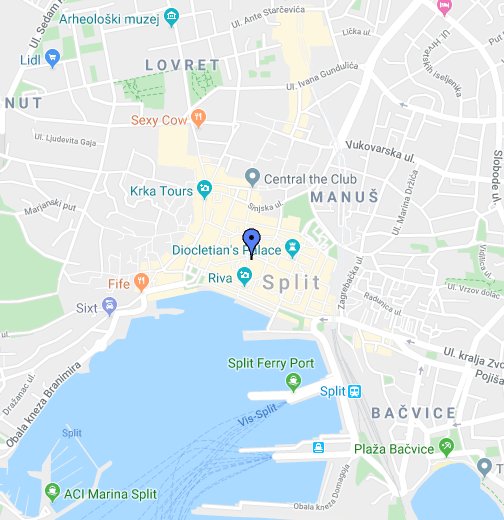 Arheološki muzej
Ul. Ante Starčevića
Ul. Sedam K
Lička ul.
Put N
Ul. Hrvatskih Iseljenika
Lidl
LOVRET
Ul. Ivana Gundulića
NUT
Sexy Cow
Ul. Ljudevita Gaja
Vukovarska ul.
Slobode ul.
Central the Club
Krka Tours
MANUŠ
Ul. Marina Držića
Marjanski put
Sinjska ul.
Diocletian's Palace
Zagrebačka ul.
Riva
Split
Fife
Radunica ul.
Ul. Vrzov dolac
Sixt
Ul. kralja Zvo
Split Ferry Port
Pojiša
Obala kneza Branimira
Dražanac ul.
Split
Vis-Split
BAČVICE
Split
Plaža Bačvice
T
ACI Marina Split
Obala kneza Domagoja